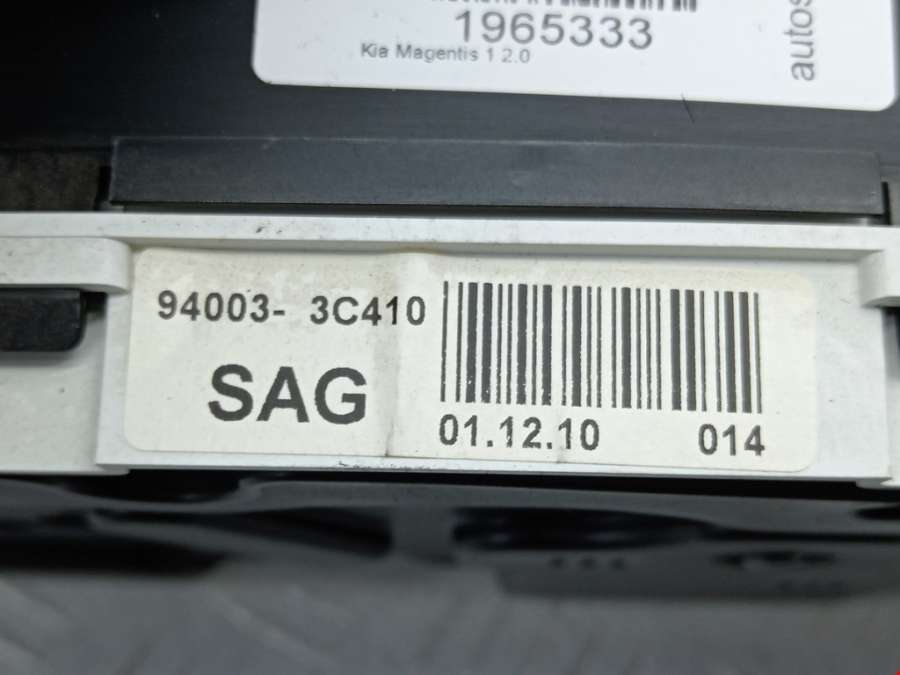 1965333
Kia Magentis 1 2.0
autos
94003- 3C410
SAG
01.12.10 014